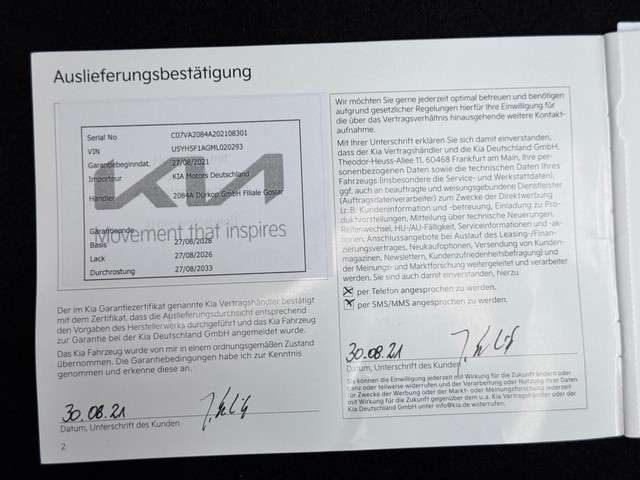 Auslieferungsbestätigung
Serial No C07VA2084A202108301
VIN U5YH5F1AGML020293
Garantiebeginndat. 27/08/2021
Importeur KIA Motors Deutschland
Händler 2084A Dürkop GmbH Filiale Goslar
KIA
Garantieende
Movement that inspires
Basis 27/08/2028
Lack 27/08/2026
Durchrostung 27/08/2033
Der im Kia Garantiezertifikat genannte Kia Vertragshändler bestätigt
mit dem Zertifikat, dass die Auslieferungsdurchsicht entsprechend
den Vorgaben des Herstellerwerks durchgeführt und das Kia Fahrzeug
zur Garantie bei der Kia Deutschland GmbH angemeldet wurde.
Das Kia Fahrzeug wurde von mir in einem ordnungsgemäßen Zustand
übernommen. Die Garantiebedingungen habe ich zur Kenntnis
genommen und erkenne diese an.
30.08.21
Datum, Unterschrift des Kunden
2
Wir möchten Sie gerne jederzeit optimal betreuen und benötigen
aufgrund gesetzlicher Regelungen hierfür Ihre Einwilligung für
die über das Vertragsverhältnis hinausgehende weitere Kontakt-
aufnahme.
Mit Ihrer Unterschrift erklären Sie sich damit einverstanden,
dass der Kia Vertragshändler und die Kia Deutschland GmbH,
Theodor-Heuss-Allee 11, 60468 Frankfurt am Main, Ihre per-
sonenbezogenen Daten sowie die technischen Daten Ihres
Fahrzeugs (insbesondere die Service- und Werkstattdaten),
ggf. auch an beauftragte und weisungsgebundene Dienstleister
(Auftragsdatenverarbeiter) zum Zwecke der Direktwerbung
(z.B. Kundeninformation und -betreuung, Einladung zu Pro-
duktvorstellungen, Mitteilung über technische Neuerungen,
Reifenwechsel, HU-/AU-Fälligkeit, Serviceinformationen und -ak-
tionen, Anschlussangebote bei Auslauf des Leasing-/Finan-
zierungsvertrages, Neukaufoptionen, Versendung von Kunden-
magazinen, Newslettern, Kundenzufriedenheitsbefragung) und
der Meinungs- und Marktforschung weitergeleitet und verarbeitet
werden. Sie sind auch damit einverstanden, hierzu
per Telefon angesprochen zu werden.
per SMS/MMS angesprochen zu werden.
30.08.21
Datum, Unterschrift des Kunden
Sie können die Einwilligung jederzeit mit Wirkung für die Zukunft ändern oder
ganz oder teilweise widerrufen und der Verarbeitung oder Nutzung Ihrer Daten
für Zwecke der Werbung oder der Markt- oder Meinungsforschung jederzeit
mit Wirkung für die Zukunft gegenüber dem u.a. Kia Vertragshändler oder der
Kia Deutschland GmbH unter info@kia.de widerrufen.